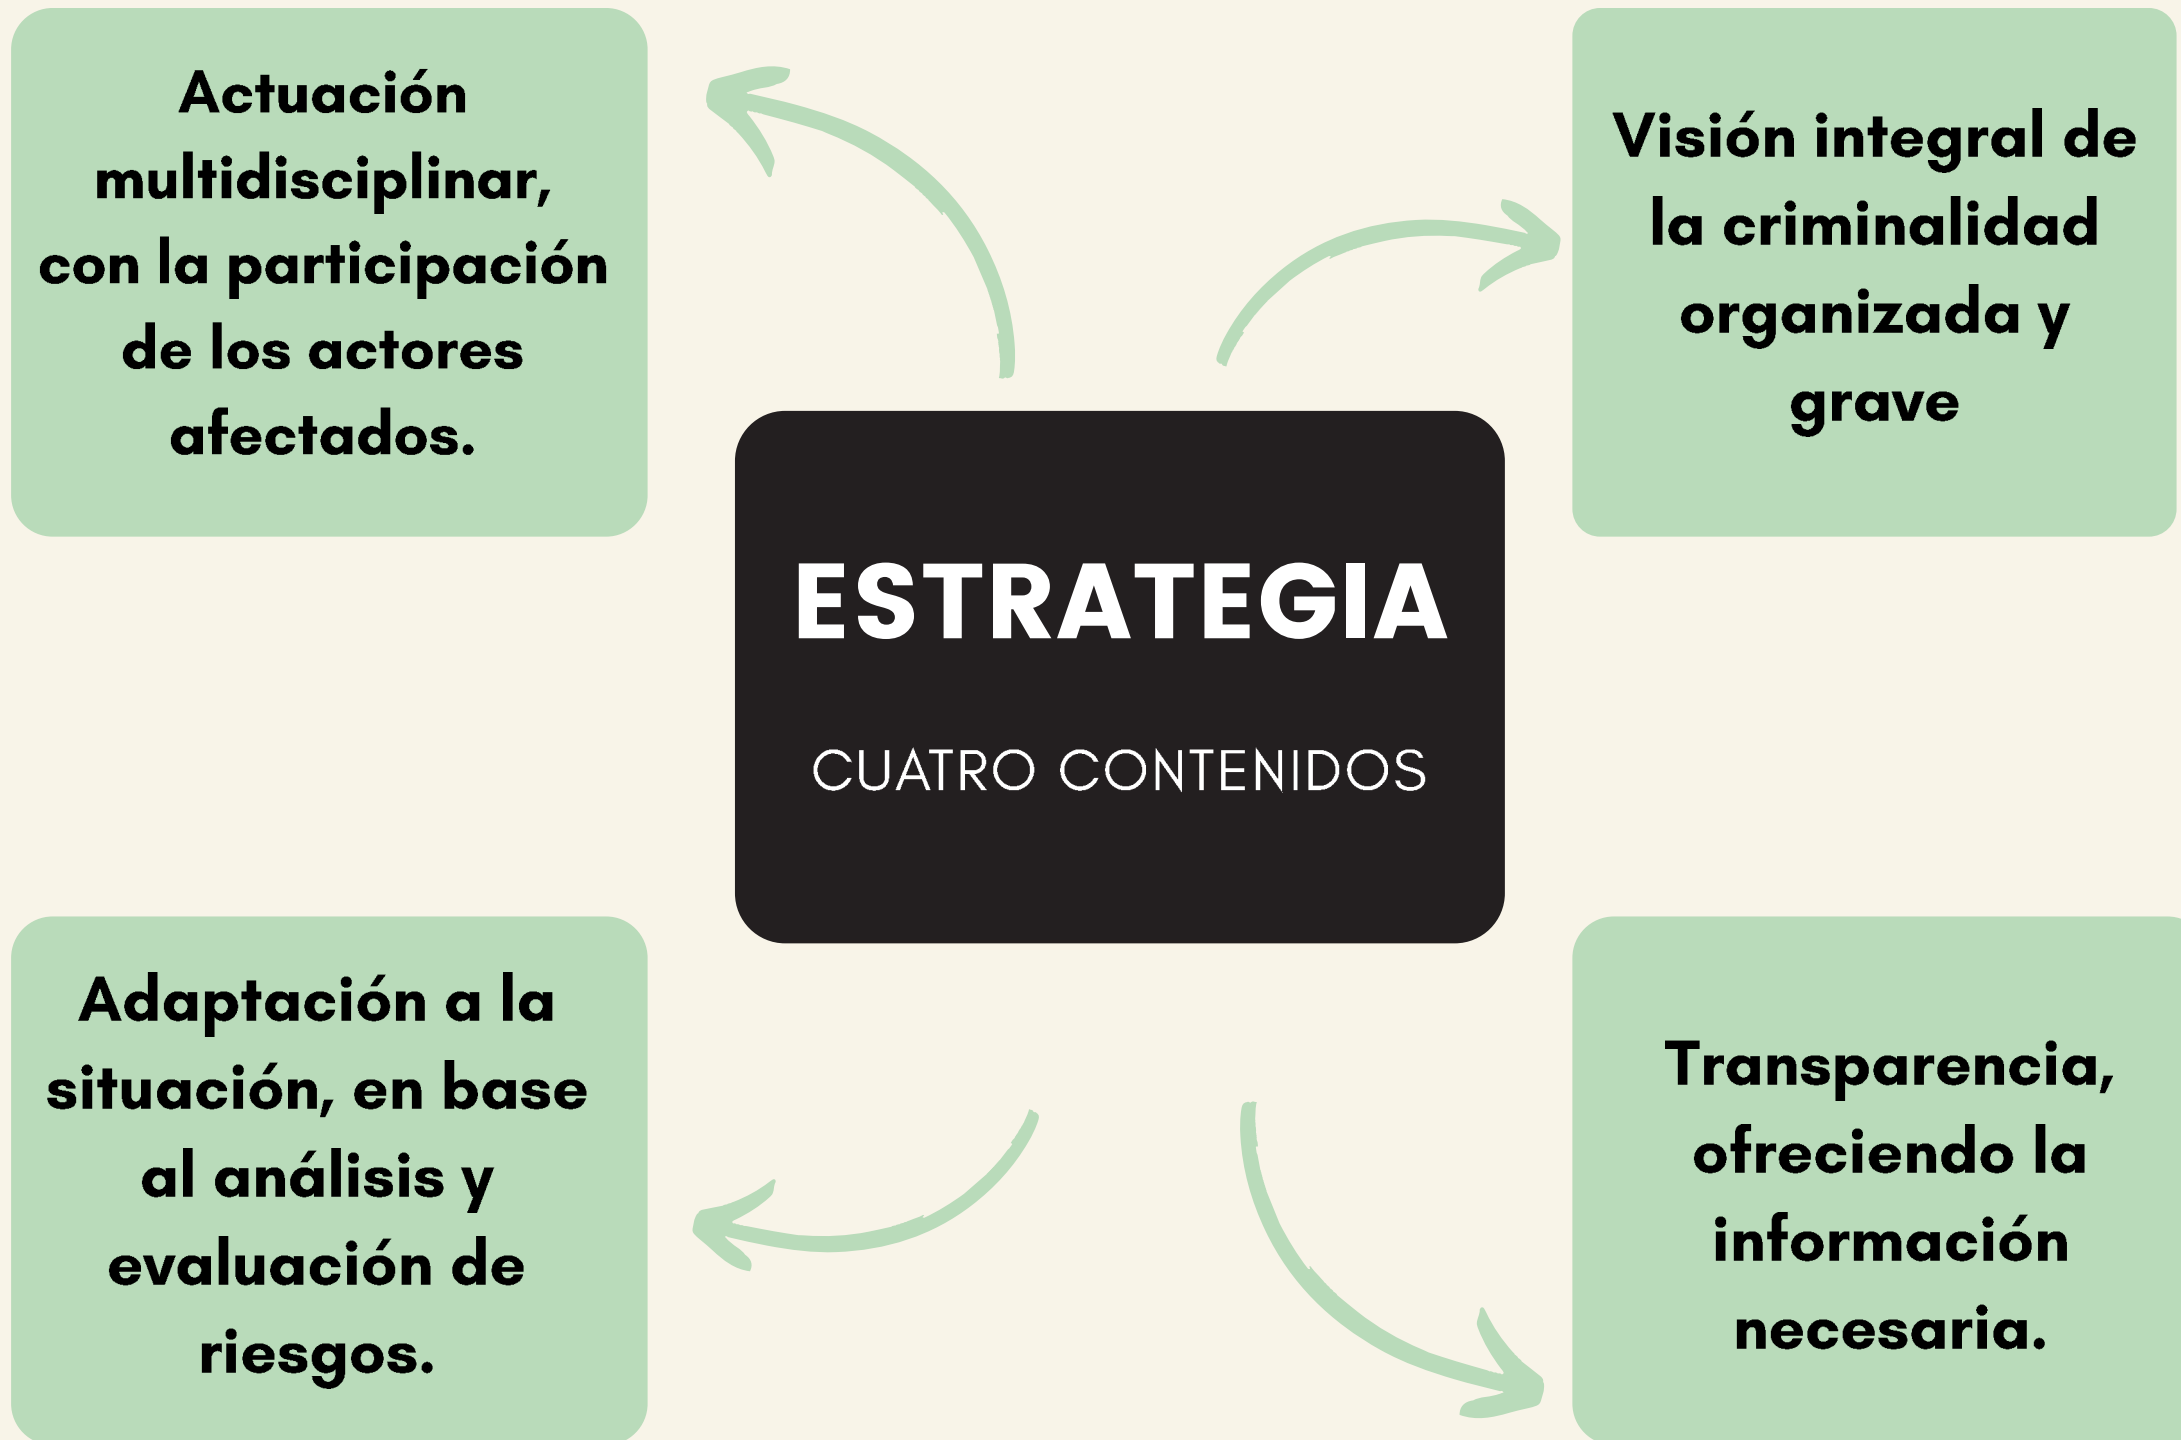 Actuación
multidisciplinar,
con la participación
de los actores
afectados.
Visión integral de
la criminalidad
organizada y
grave
ESTRATEGIA
CUATRO CONTENIDOS
Adaptación a la
situación, en base
al análisis y
evaluación de
riesgos.
Transparencia,
ofreciendo la
información
necesaria.